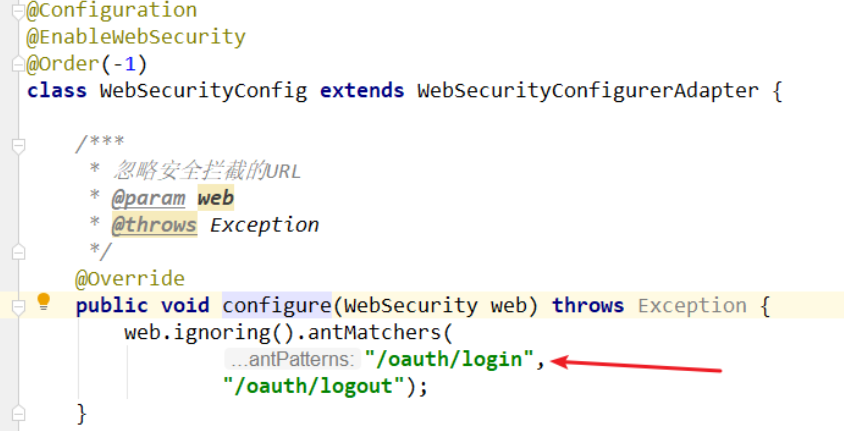 @Configuration
@EnableWebSecurity
@Order(-1)
class WebSecurityConfig extends WebSecurityConfigurerAdapter {
/***
* 忽略安全拦截的URL
* @param web
* @throws Exception
*/
@Override
public void configure(WebSecurity web) throws Exception {
web.ignoring().antMatchers(
...antPatterns: "/oauth/login",
"/oauth/logout");
}